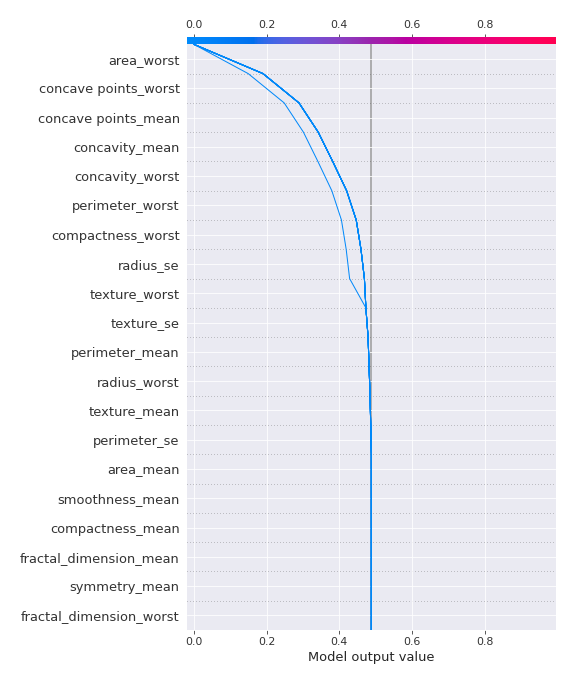 0.0 0.2 0.4 0.6 0.8
area_worst
concave points_worst
concave points_mean
concavity_mean
concavity_worst
perimeter_worst
compactness_worst
radius_se
texture_worst
texture_se
perimeter_mean
radius_worst
texture_mean
perimeter_se
area_mean
smoothness_mean
compactness_mean
fractal_dimension_mean
symmetry_mean
fractal_dimension_worst
0.0 0.2 0.4 0.6 0.8
Model output value